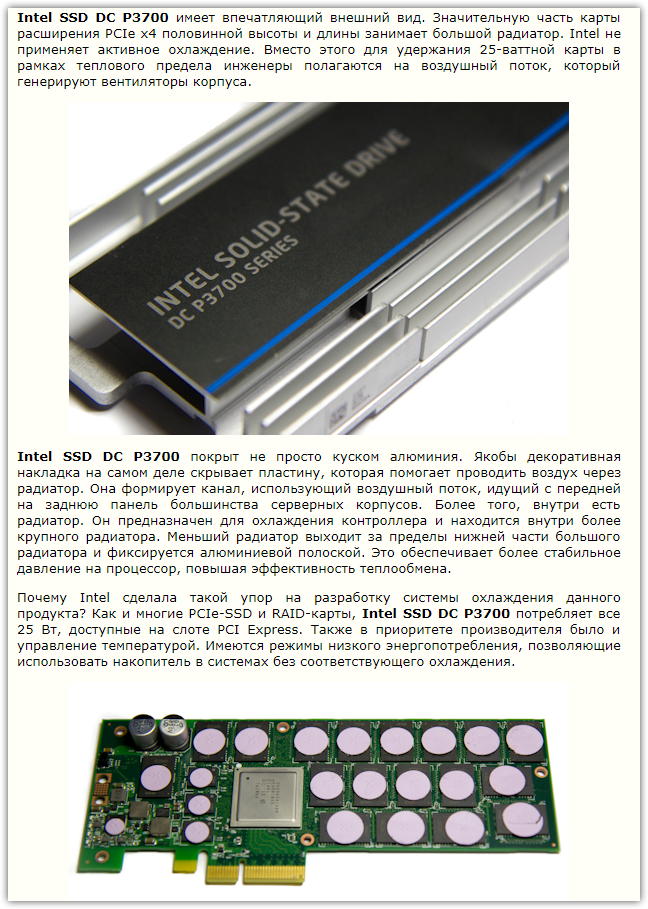 Intel SSD DC P3700 имеет впечатляющий внешний вид. Значительную часть карты
расширения PCIe x4 половинной высоты и длины занимает большой радиатор. Intel не
применяет активное охлаждение. Вместо этого для удержания 25-ваттной карты в
рамках теплового предела инженеры полагаются на воздушный поток, который
генерируют вентиляторы корпуса.
INTEL SOLID-STATE DRIVE
DC P3700 SERIES
Intel SSD DC P3700 покрыт не просто куском алюминия. Якобы декоративная
накладка на самом деле скрывает пластину, которая помогает проводить воздух через
радиатор. Она формирует канал, использующий воздушный поток, идущий с передней
на заднюю панель большинства серверных корпусов. Более того, внутри есть
радиатор. Он предназначен для охлаждения контроллера и находится внутри более
крупного радиатора. Меньший радиатор выходит за пределы нижней части большого
радиатора и фиксируется алюминиевой полоской. Это обеспечивает более стабильное
давление на процессор, повышая эффективность теплообмена.
Почему Intel сделала такой упор на разработку системы охлаждения данного
продукта? Как и многие PCIe-SSD и RAID-карты, Intel SSD DC P3700 потребляет все
25 Вт, доступные на слоте PCI Express. Также в приоритете производителя было и
управление температурой. Имеются режимы низкого энергопотребления, позволяющие
использовать накопитель в системах без соответствующего охлаждения.